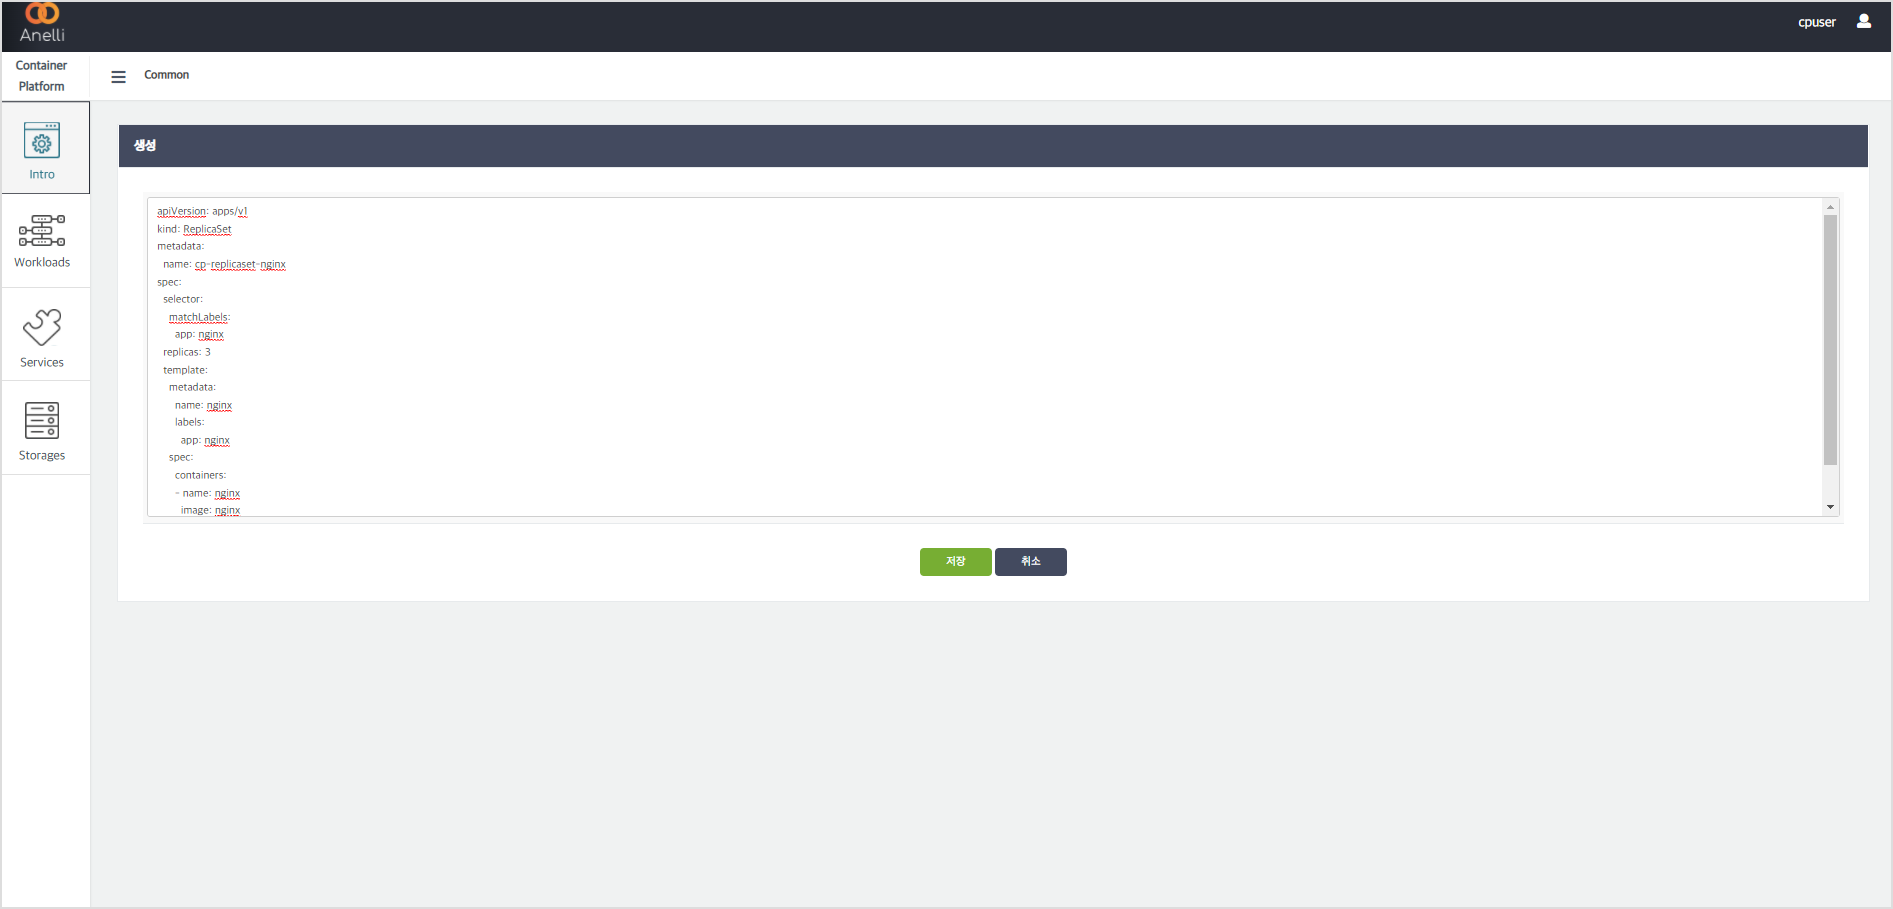 Anelli
cpuser
Container
Platform
Common
Intro
Workloads
Services
Storages
생성
apiVersion: apps/v1
kind: ReplicaSet
metadata:
  name: cp-replicaset-nginx
spec:
  selector:
    matchLabels:
      app: nginx
  replicas: 3
  template:
    metadata:
      name: nginx
      labels:
        app: nginx
    spec:
      containers:
      - name: nginx
        image: nginx
저장
취소